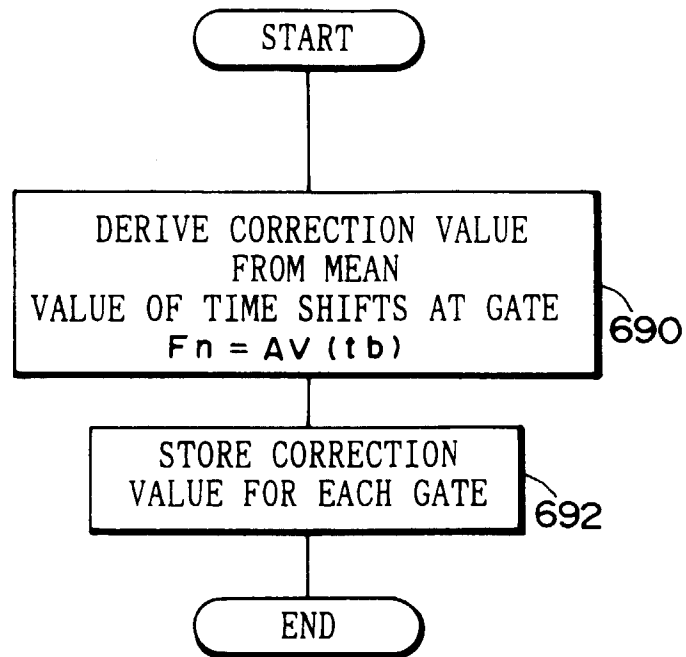 START
DERIVE CORRECTION VALUE
FROM MEAN
VALUE OF TIME SHIFTS AT GATE
Fn = AV (tb)
690
STORE CORRECTION
VALUE FOR EACH GATE
692
END